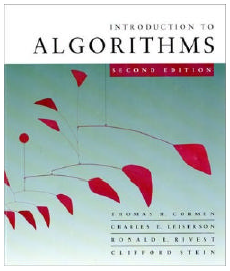 INTRODUCTION TO
ALGORITHMS
SECOND EDITION
THOMAS H. CORMEN
CHARLES E. LEISERSON
RONALD L. RIVEST
CLIFFORD STEIN